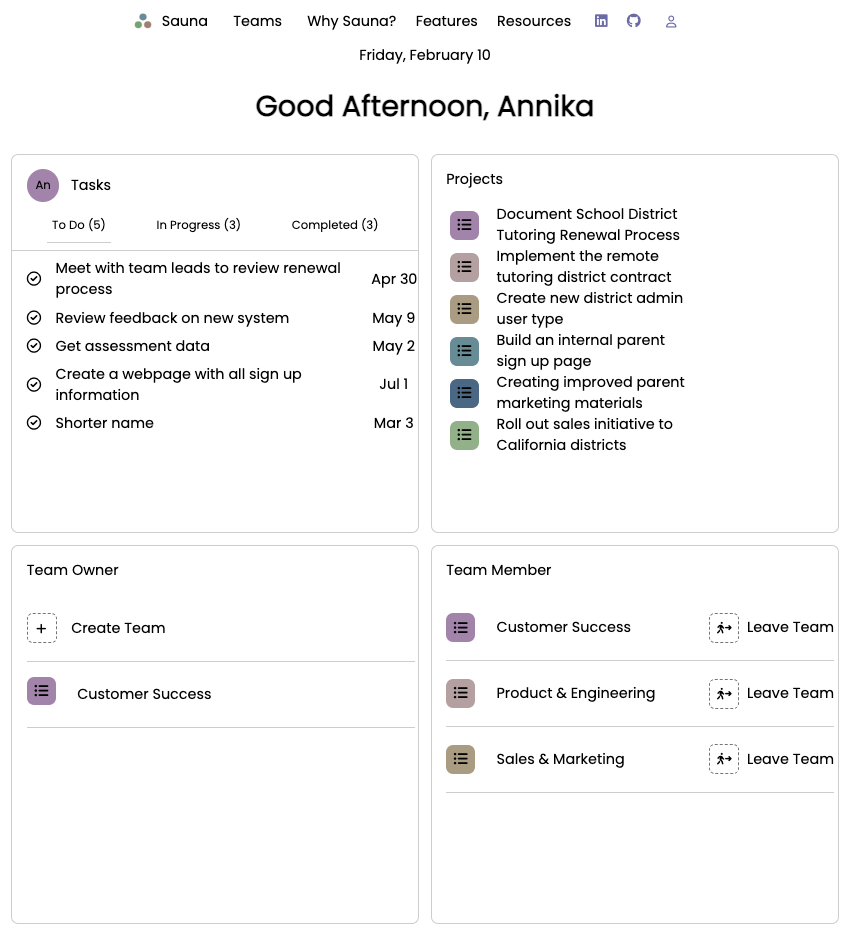 Sauna Teams Why Sauna? Features Resources
Friday, February 10
Good Afternoon, Annika
An Tasks
To Do (5) In Progress (3) Completed (3)
Meet with team leads to review renewal
process
Apr 30
Review feedback on new system May 9
Get assessment data May 2
Create a webpage with all sign up
information
Jul 1
Shorter name Mar 3
Projects
Document School District
Tutoring Renewal Process
Implement the remote
tutoring district contract
Create new district admin
user type
Build an internal parent
sign up page
Creating improved parent
marketing materials
Roll out sales initiative to
California districts
Team Owner
Create Team
Customer Success
Team Member
Customer Success Leave Team
Product & Engineering Leave Team
Sales & Marketing Leave Team